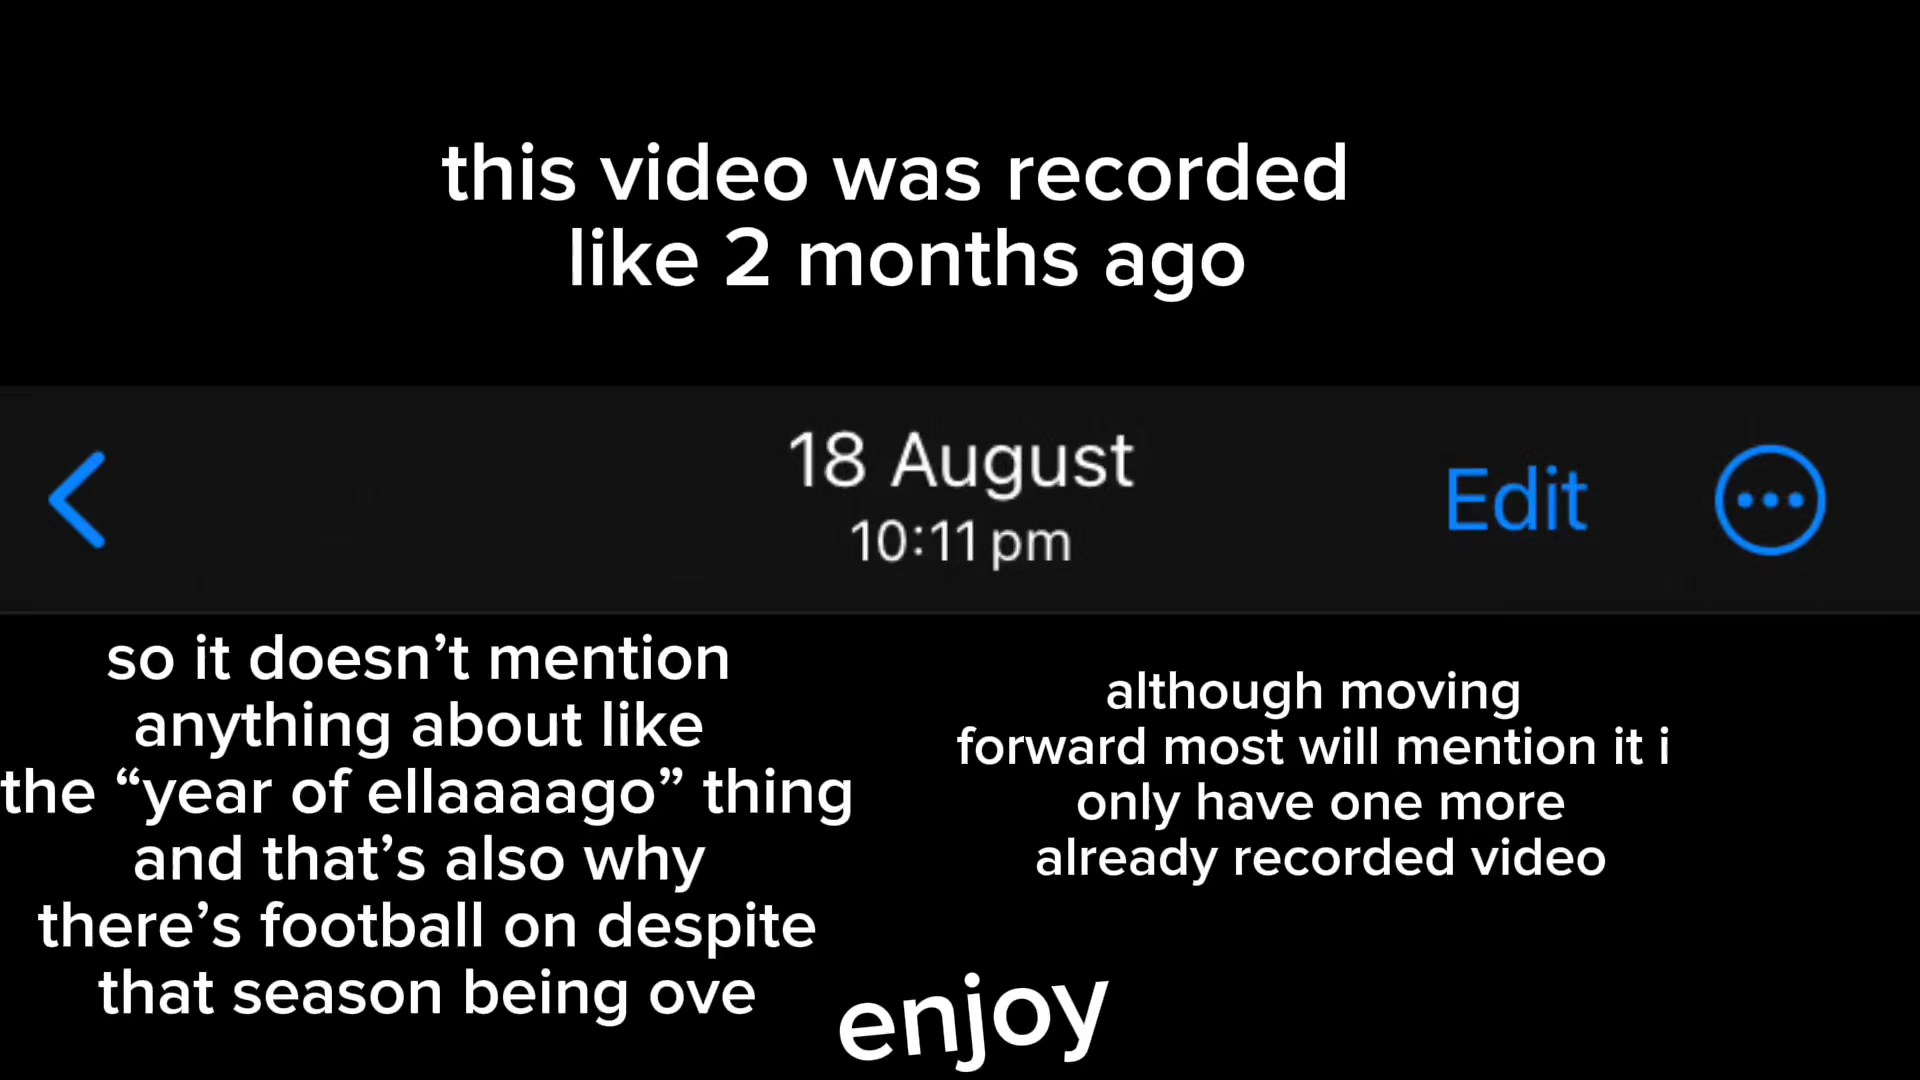 this video was recorded
like 2 months ago
18 August
10:11 pm
Edit
so it doesn’t mention
anything about like
the “year of ellaaaago” thing
and that’s also why
there’s football on despite
that season being ove
although moving
forward most will mention it i
only have one more
already recorded video
enjoy